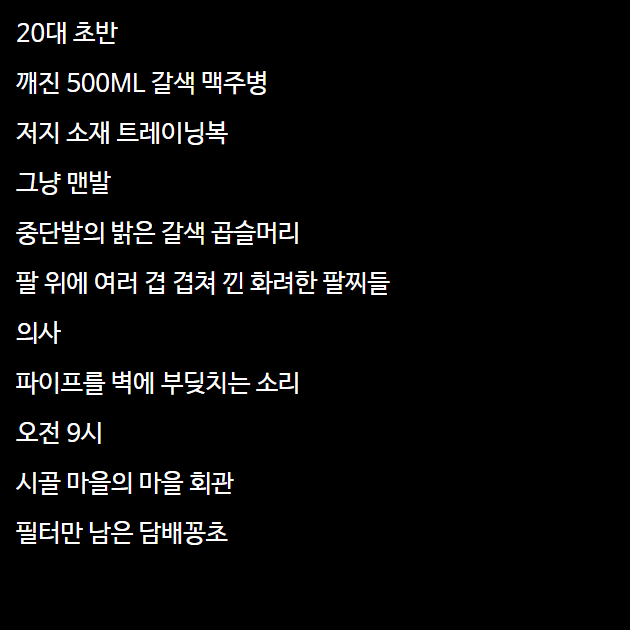 20대 초반
깨진 500ML 갈색 맥주병
저지 소재 트레이닝복
그냥 맨발
중단발의 밝은 갈색 곱슬머리
팔 위에 여러 겹 겹쳐 낀 화려한 팔찌들
의사
파이프를 벽에 부딪치는 소리
오전 9시
시골 마을의 마을 회관
필터만 남은 담배꽁초